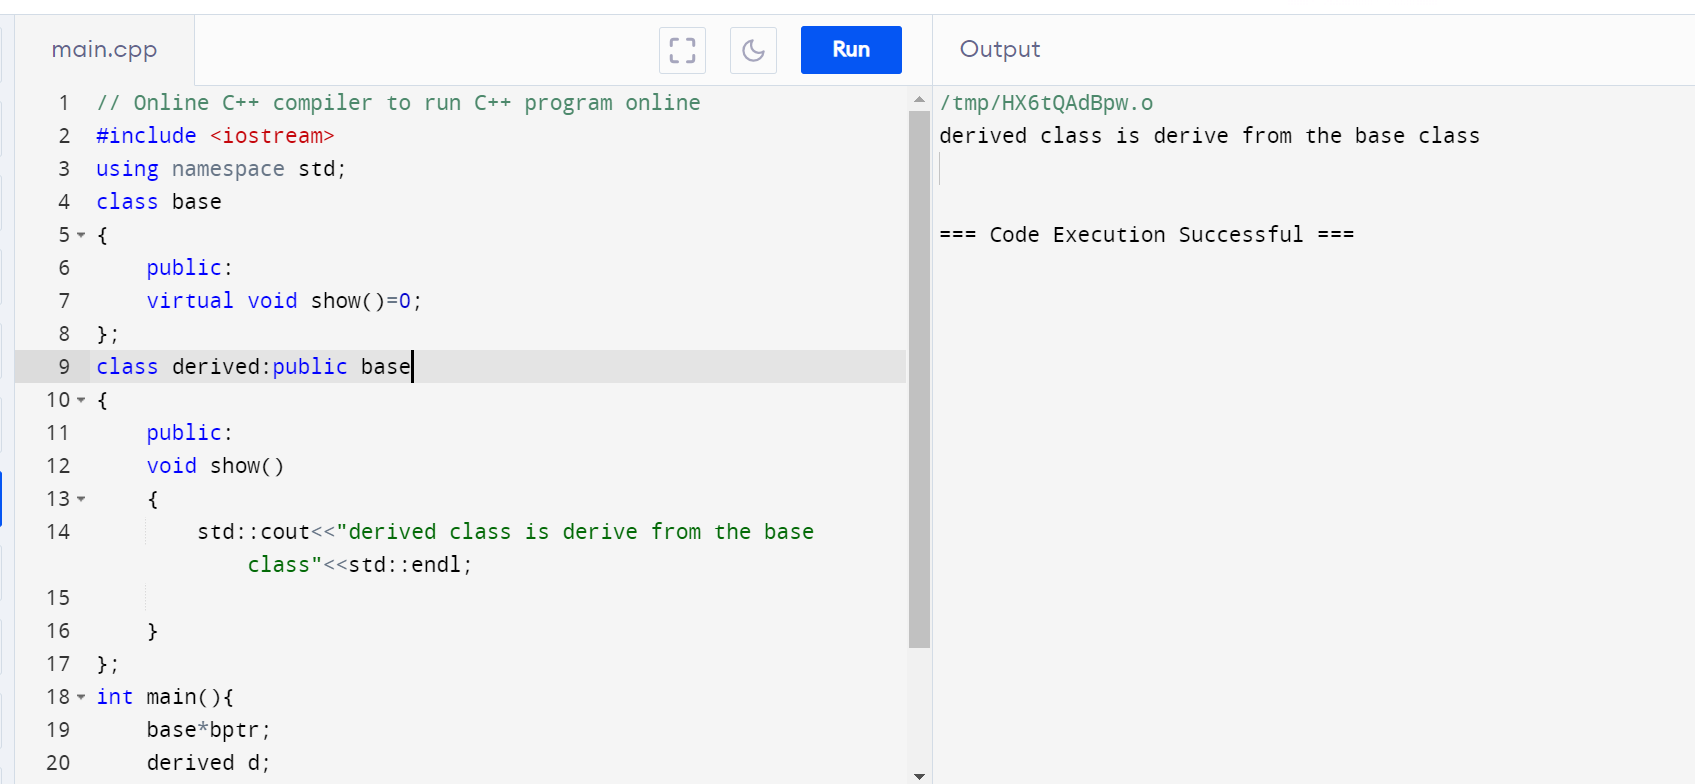 main.cpp
Run
Output
1 // Online C++ compiler to run C++ program online
2 #include <iostream>
3 using namespace std;
4 class base
5 {
6     public:
7     virtual void show()=0;
8 };
9 class derived:public base
10 {
11     public:
12     void show()
13     {
14         std::cout<<"derived class is derive from the base
class"<<std::endl;
15
16     }
17 };
18 int main(){
19     base*bptr;
20     derived d;
/tmp/HX6tQAdBpw.o
derived class is derive from the base class
=== Code Execution Successful ===